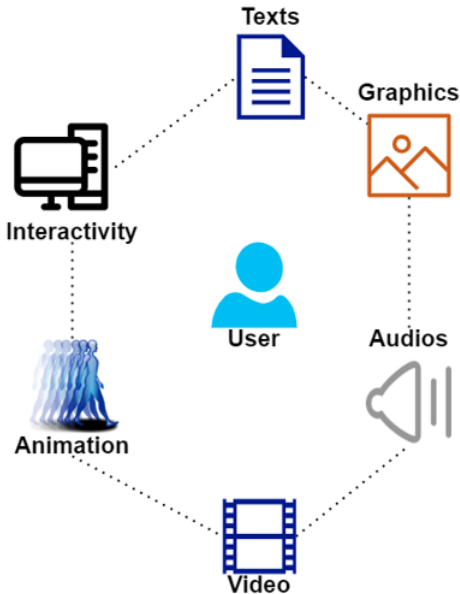 Texts
Graphics
Interactivity
User
Audios
Animation
Video